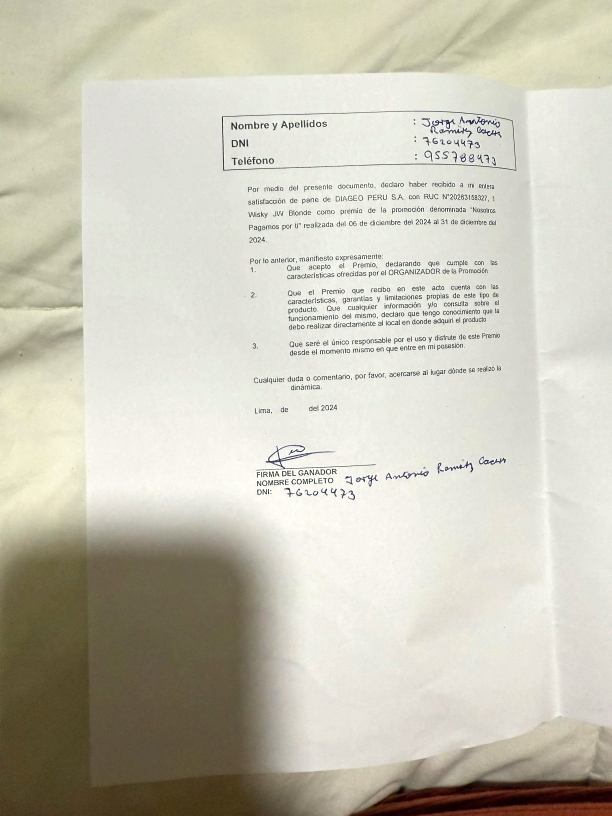 Nombre y Apellidos : Jorge Antonio
Ramirez
DNI : 76204473
Teléfono : 955788473
Por medio del presente documento, declaro haber recibido a mi entera
satisfacción de parte de DIAGEO PERU S.A. con RUC N°20263158327, 1
Wisky JW Blonde como premio de la promoción denominada "Nosotros
Pagamos por ti" realizada del 06 de diciembre del 2024 al 31 de diciembre del
2024.
Por lo anterior, manifiesto expresamente:
1. Que acepto el Premio, declarando que cumple con las
características ofrecidas por el ORGANIZADOR de la Promoción
2. Que el Premio que recibo en este acto cuenta con las
características, garantías y limitaciones propias de este tipo de
producto. Que cualquier información y/o consulta sobre el
funcionamiento del mismo, declaro que tengo conocimiento que la
debo realizar directamente al local en donde adquirí el producto
3. Que seré el único responsable por el uso y disfrute de este Premio
desde el momento mismo en que entre en mi posesión.
Cualquier duda o comentario, por favor, acercarse al lugar dónde se realizó la
dinámica.
Lima, de del 2024
FIRMA DEL GANADOR
NOMBRE COMPLETO Jorge Antonio Ramirez
DNI: 76204473